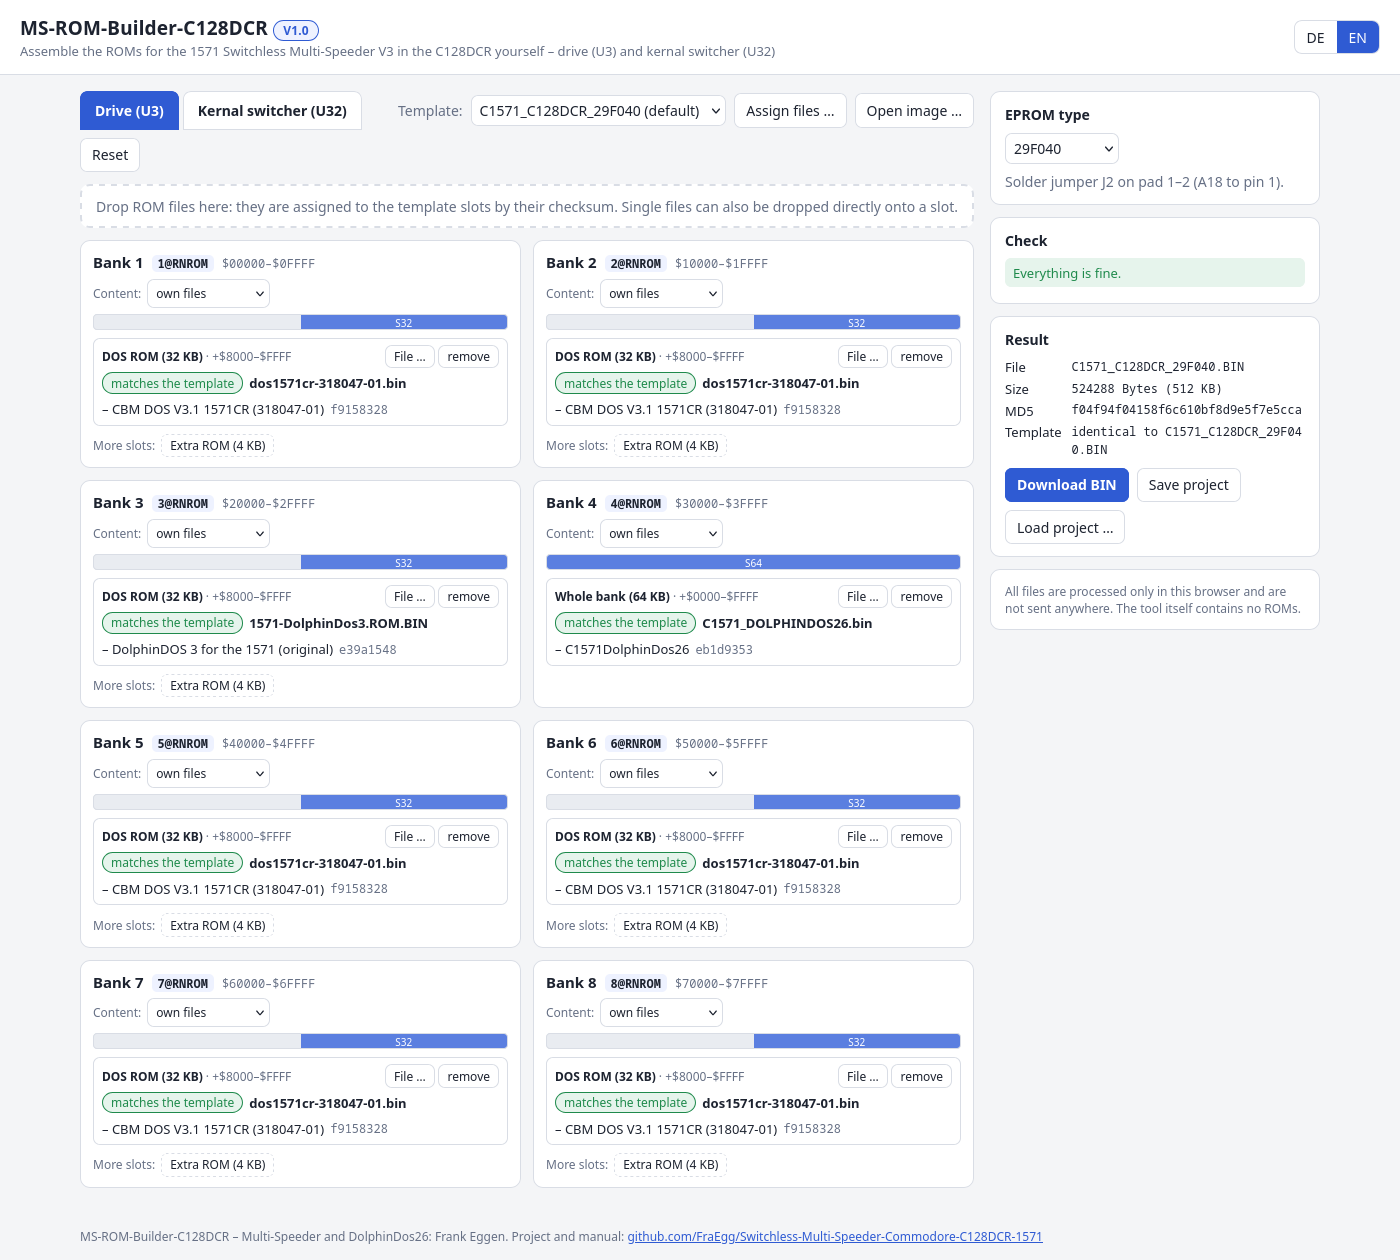 MS-ROM-Builder-C128DCR V1.0
Assemble the ROMs for the 1571 Switchless Multi-Speeder V3 in the C128DCR yourself – drive (U3) and kernal switcher (U32)
DE EN
Drive (U3) Kernal switcher (U32) Template: C1571_C128DCR_29F040 (default) Assign files ... Open image ...
Reset
Drop ROM files here: they are assigned to the template slots by their checksum. Single files can also be dropped directly onto a slot.
Bank 1 1@RNROM $00000–$0FFFF
Content: own files
S32
DOS ROM (32 KB) · +$8000–$FFFF File ... remove
matches the template dos1571cr-318047-01.bin
– CBM DOS V3.1 1571CR (318047-01) f9158328
More slots: Extra ROM (4 KB)
Bank 2 2@RNROM $10000–$1FFFF
Content: own files
S32
DOS ROM (32 KB) · +$8000–$FFFF File ... remove
matches the template dos1571cr-318047-01.bin
– CBM DOS V3.1 1571CR (318047-01) f9158328
More slots: Extra ROM (4 KB)
Bank 3 3@RNROM $20000–$2FFFF
Content: own files
S32
DOS ROM (32 KB) · +$8000–$FFFF File ... remove
matches the template 1571-DolphinDos3.ROM.BIN
– DolphinDOS 3 for the 1571 (original) e39a1548
More slots: Extra ROM (4 KB)
Bank 4 4@RNROM $30000–$3FFFF
Content: own files
S64
Whole bank (64 KB) · +$0000–$FFFF File ... remove
matches the template C1571_DOLPHINDOS26.bin
– C1571DolphinDos26 eb1d9353
Bank 5 5@RNROM $40000–$4FFFF
Content: own files
S32
DOS ROM (32 KB) · +$8000–$FFFF File ... remove
matches the template dos1571cr-318047-01.bin
– CBM DOS V3.1 1571CR (318047-01) f9158328
More slots: Extra ROM (4 KB)
Bank 6 6@RNROM $50000–$5FFFF
Content: own files
S32
DOS ROM (32 KB) · +$8000–$FFFF File ... remove
matches the template dos1571cr-318047-01.bin
– CBM DOS V3.1 1571CR (318047-01) f9158328
More slots: Extra ROM (4 KB)
Bank 7 7@RNROM $60000–$6FFFF
Content: own files
S32
DOS ROM (32 KB) · +$8000–$FFFF File ... remove
matches the template dos1571cr-318047-01.bin
– CBM DOS V3.1 1571CR (318047-01) f9158328
More slots: Extra ROM (4 KB)
Bank 8 8@RNROM $70000–$7FFFF
Content: own files
S32
DOS ROM (32 KB) · +$8000–$FFFF File ... remove
matches the template dos1571cr-318047-01.bin
– CBM DOS V3.1 1571CR (318047-01) f9158328
More slots: Extra ROM (4 KB)
EPROM type
29F040
Solder jumper J2 on pad 1–2 (A18 to pin 1).
Check
Everything is fine.
Result
File C1571_C128DCR_29F040.BIN
Size 524288 Bytes (512 KB)
MD5 f04f94f04158f6c610bf8d9e5f7e5cca
Template identical to C1571_C128DCR_29F04
0.BIN
Download BIN Save project
Load project ...
All files are processed only in this browser and are
not sent anywhere. The tool itself contains no ROMs.
MS-ROM-Builder-C128DCR – Multi-Speeder and DolphinDos26: Frank Eggen. Project and manual: github.com/FraEgg/Switchless-Multi-Speeder-Commodore-C128DCR-1571